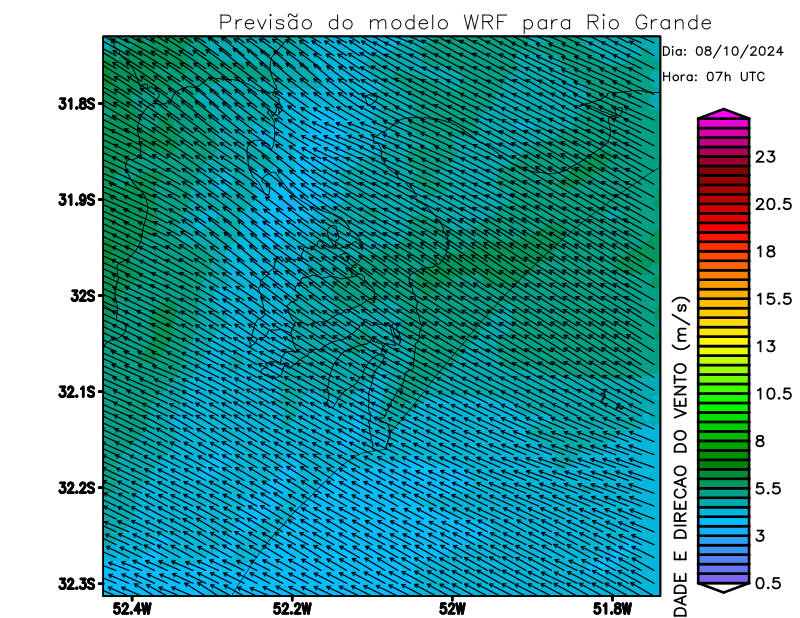 Previsão do modelo WRF para Rio Grande
Dia: 08/10/2024
Hora: 07h UTC
31.8S
31.9S
32S
32.1S
32.2S
32.3S
52.4W
52.2W
52W
51.8W
23
20.5
18
15.5
13
10.5
8
5.5
3
0.5
DADE E DIRECAO DO VENTO (m/s)